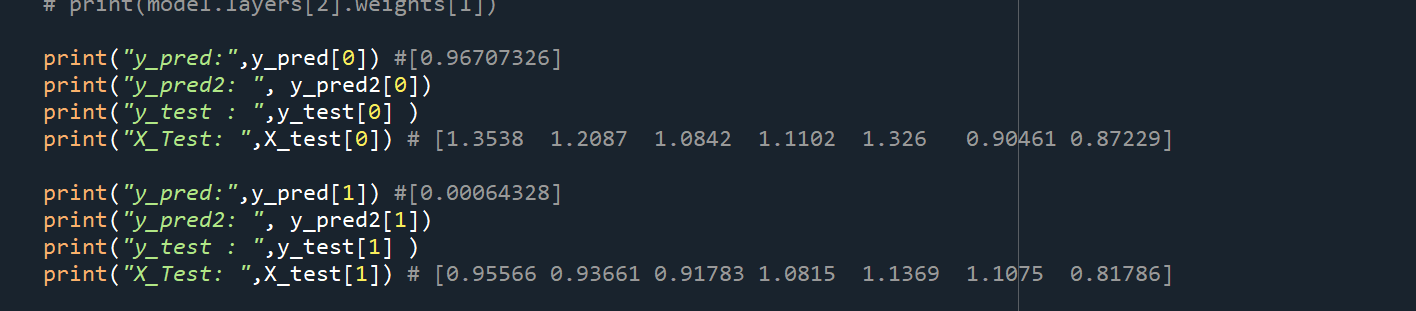 # print(model.layers[2].weights[1])
print("y_pred:",y_pred[0]) #[0.96707326]
print("y_pred2: ", y_pred2[0])
print("y_test : ",y_test[0] )
print("X_Test: ",X_test[0]) # [1.3538  1.2087  1.0842  1.1102  1.326   0.90461 0.87229]
print("y_pred:",y_pred[1]) #[0.00064328]
print("y_pred2: ", y_pred2[1])
print("y_test : ",y_test[1] )
print("X_Test: ",X_test[1]) # [0.95566 0.93661 0.91783 1.0815  1.1369  1.1075  0.81786]